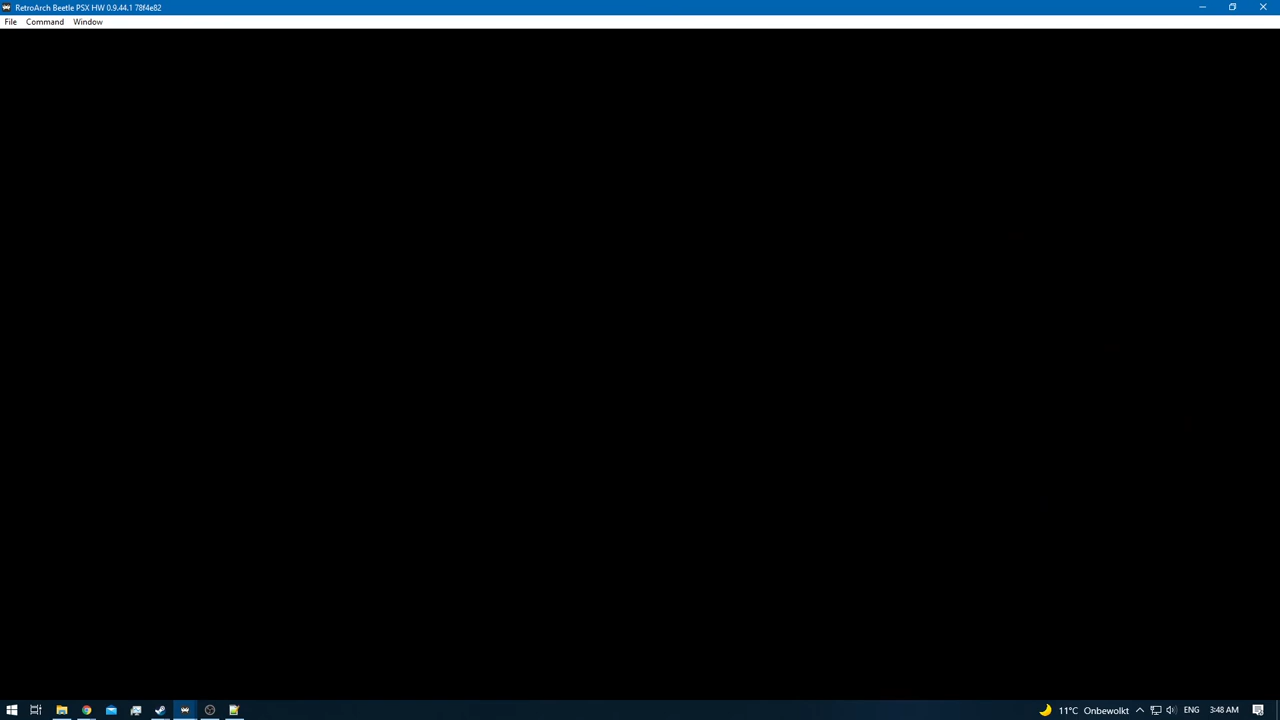 RetroArch Beetle PSX HW 0.9.44.1 78f4e82
File Command Window
11°C Onbewolkt ENG 3:48 AM